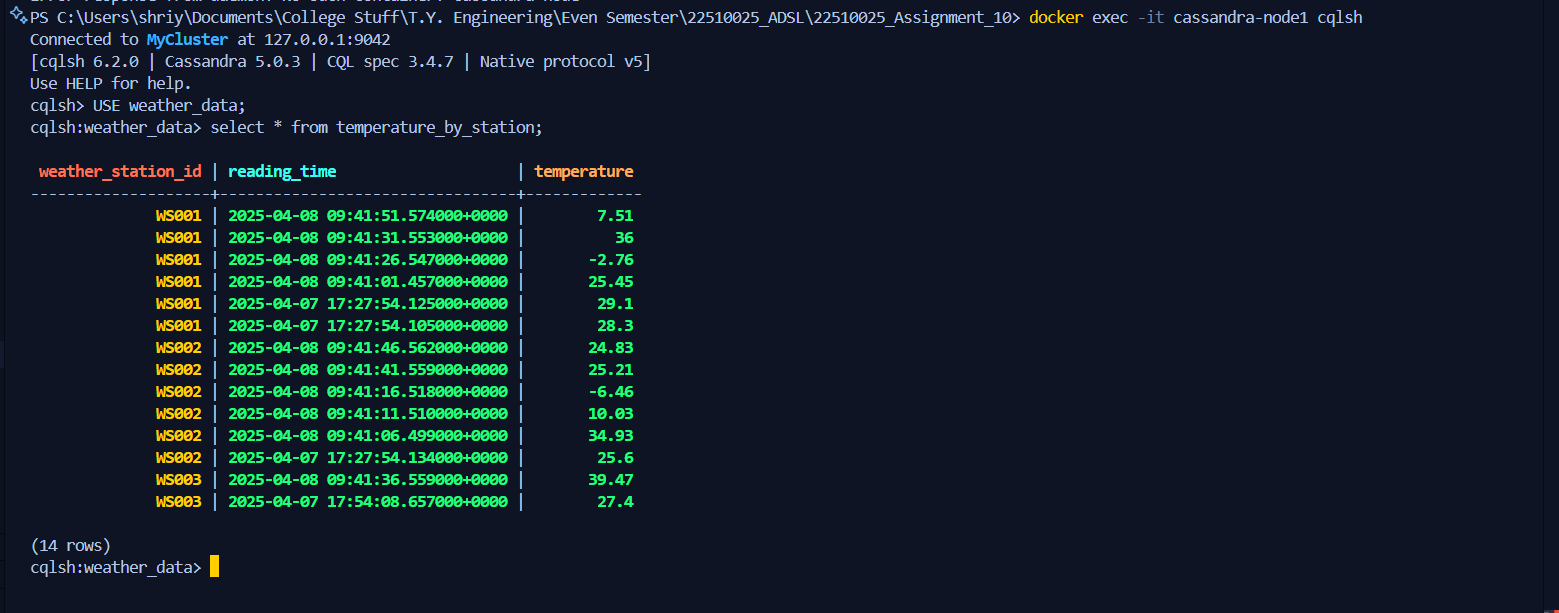 PS C:\Users\shriy\Documents\College Stuff\T.Y. Engineering\Even Semester\22510025_ADSL\22510025_Assignment_10> docker exec -it cassandra-node1 cqlsh
Connected to MyCluster at 127.0.0.1:9042
[cqlsh 6.2.0 | Cassandra 5.0.3 | CQL spec 3.4.7 | Native protocol v5]
Use HELP for help.
cqlsh> USE weather_data;
cqlsh:weather_data> select * from temperature_by_station;
weather_station_id | reading_time | temperature
--------------------+---------------------------------+-------------
WS001 | 2025-04-08 09:41:51.574000+0000 | 7.51
WS001 | 2025-04-08 09:41:31.553000+0000 | 36
WS001 | 2025-04-08 09:41:26.547000+0000 | -2.76
WS001 | 2025-04-08 09:41:01.457000+0000 | 25.45
WS001 | 2025-04-07 17:27:54.125000+0000 | 29.1
WS001 | 2025-04-07 17:27:54.105000+0000 | 28.3
WS002 | 2025-04-08 09:41:46.562000+0000 | 24.83
WS002 | 2025-04-08 09:41:41.559000+0000 | 25.21
WS002 | 2025-04-08 09:41:16.518000+0000 | -6.46
WS002 | 2025-04-08 09:41:11.510000+0000 | 10.03
WS002 | 2025-04-08 09:41:06.499000+0000 | 34.93
WS002 | 2025-04-07 17:27:54.134000+0000 | 25.6
WS003 | 2025-04-08 09:41:36.559000+0000 | 39.47
WS003 | 2025-04-07 17:54:08.657000+0000 | 27.4
(14 rows)
cqlsh:weather_data>